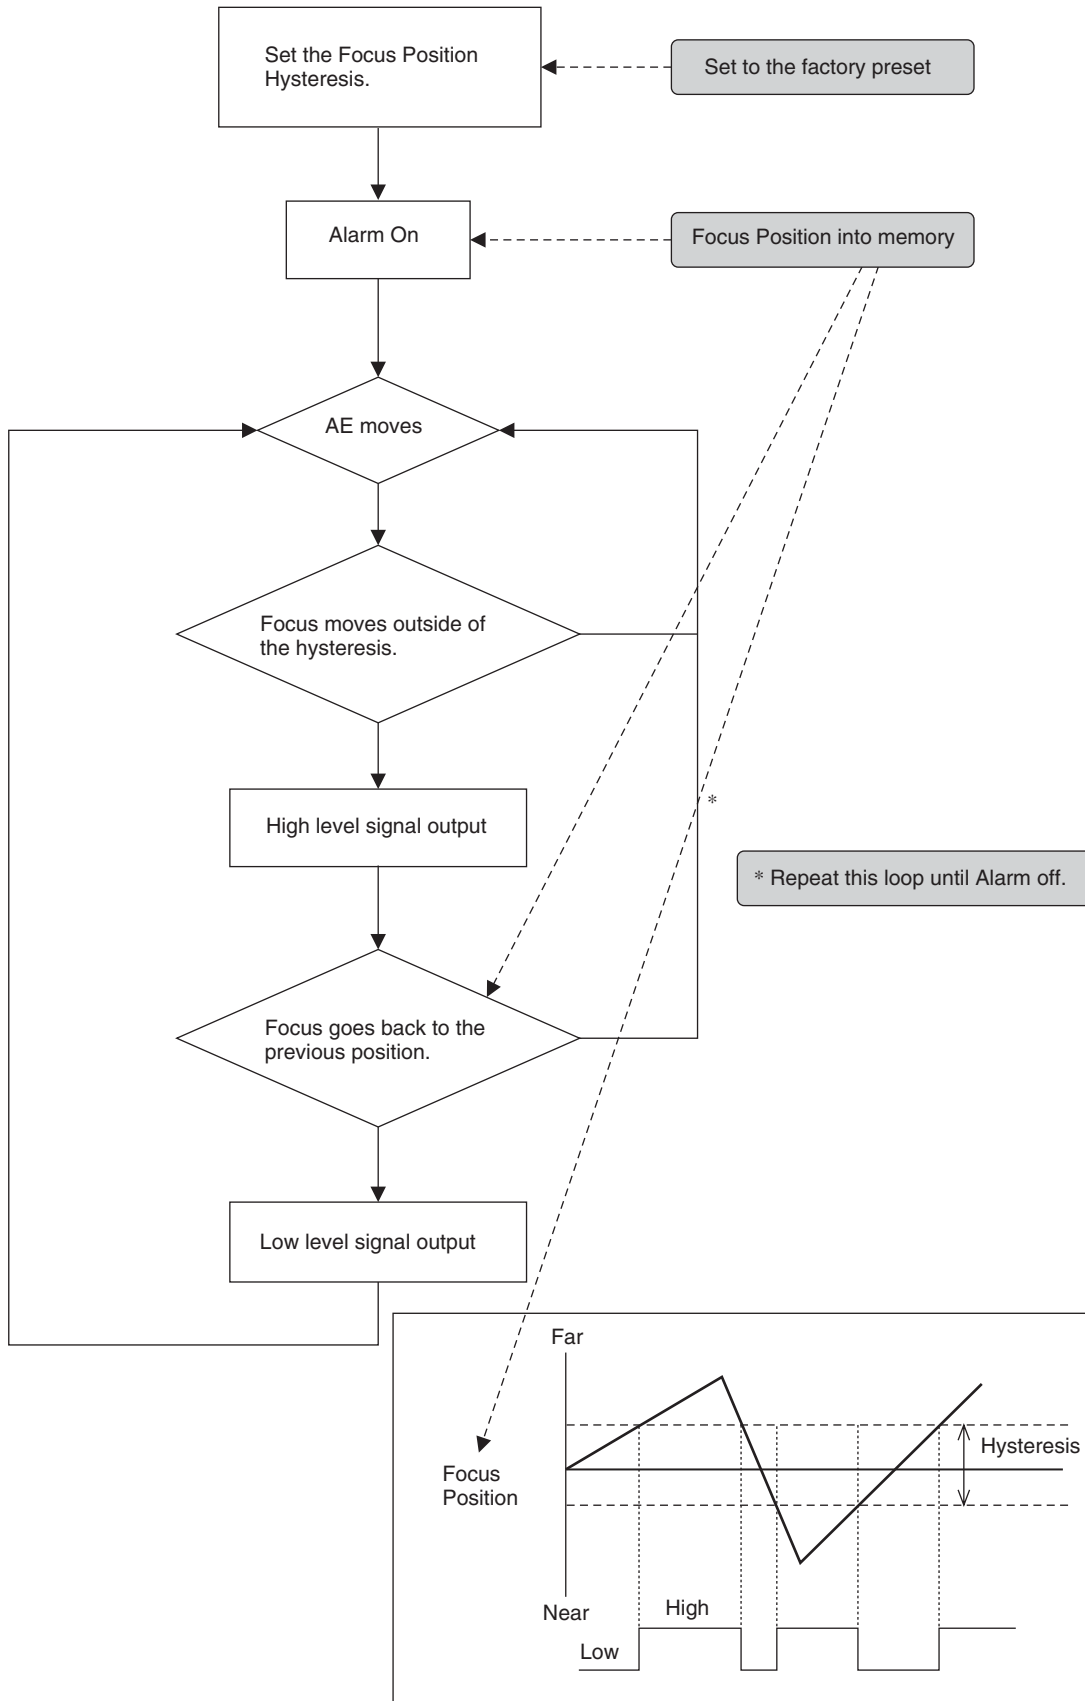 Set the Focus Position
Hysteresis.
Set to the factory preset
Alarm On
Focus Position into memory
AE moves
Focus moves outside of
the hysteresis.
High level signal output
*
* Repeat this loop until Alarm off.
Focus goes back to the
previous position.
Low level signal output
Far
Hysteresis
Focus
Position
Near
High
Low